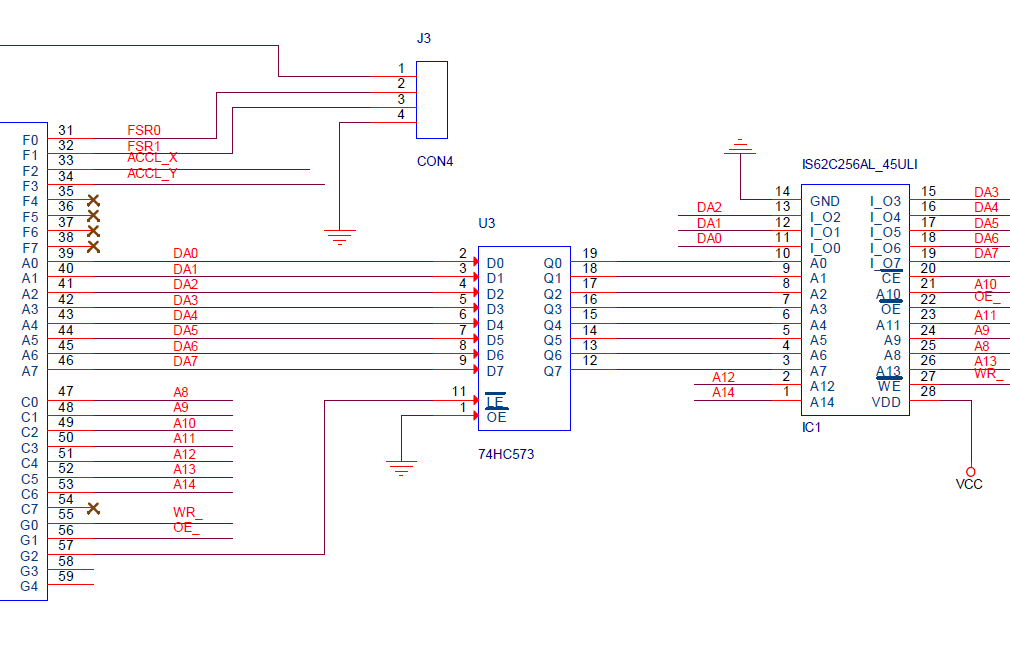 J3
1
2
3
4
CON4
F0 31 FSR0
F1 32 FSR1
F2 33 ACCL_X
F3 34 ACCL_Y
F4 35
F5 36
F6 37
F7 38
A0 39 DA0
A1 40 DA1
A2 41 DA2
A3 42 DA3
A4 43 DA4
A5 44 DA5
A6 45 DA6
A7 46 DA7
C0 47 A8
C1 48 A9
C2 49 A10
C3 50 A11
C4 51 A12
C5 52 A13
C6 53 A14
C7 54
G0 55 WR_
G1 56 OE_
G2 57
G3 58
G4 59
U3
2 D0 Q0 19
3 D1 Q1 18
4 D2 Q2 17
5 D3 Q3 16
6 D4 Q4 15
7 D5 Q5 14
8 D6 Q6 13
9 D7 Q7 12
11 LE
1 OE
74HC573
IS62C256AL_45ULI
14 GND I_O3 15 DA3
DA2 13 I_O2 I_O4 16 DA4
DA1 12 I_O1 I_O5 17 DA5
DA0 11 I_O0 I_O6 18 DA6
10 A0 I_O7 19 DA7
9 A1 CE 20
8 A2 A10 21 A10
7 A3 OE 22 OE_
6 A4 A11 23 A11
5 A5 A9 24 A9
4 A6 A8 25 A8
3 A7 A13 26 A13
A12 2 A12 WE 27 WR_
A14 1 A14 VDD 28
IC1
VCC